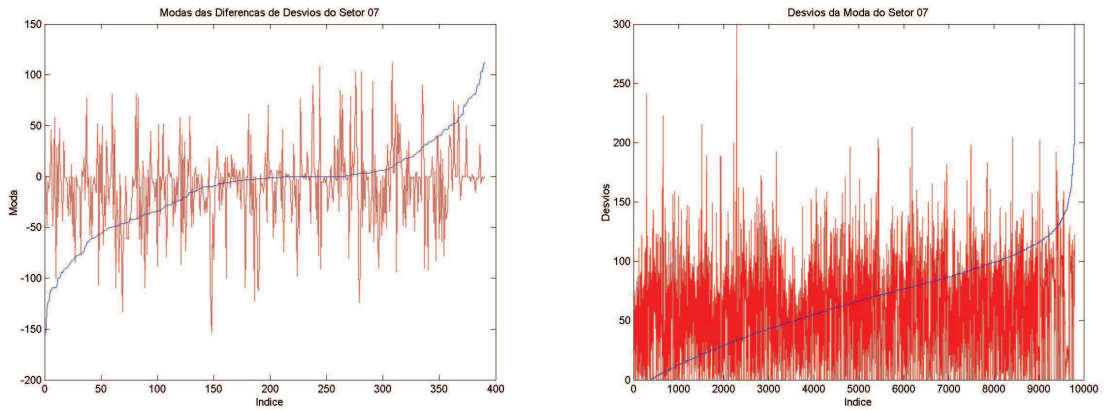 Modas das Diferencas de Desvios do Setor 07
150
100
50
0
-50
-100
-150
-200
Moda
0 50 100 150 200 250 300 350 400
Indice
Desvios da Moda do Setor 07
300
250
200
150
100
50
0
Desvios
0 1000 2000 3000 4000 5000 6000 7000 8000 9000 10000
Indice